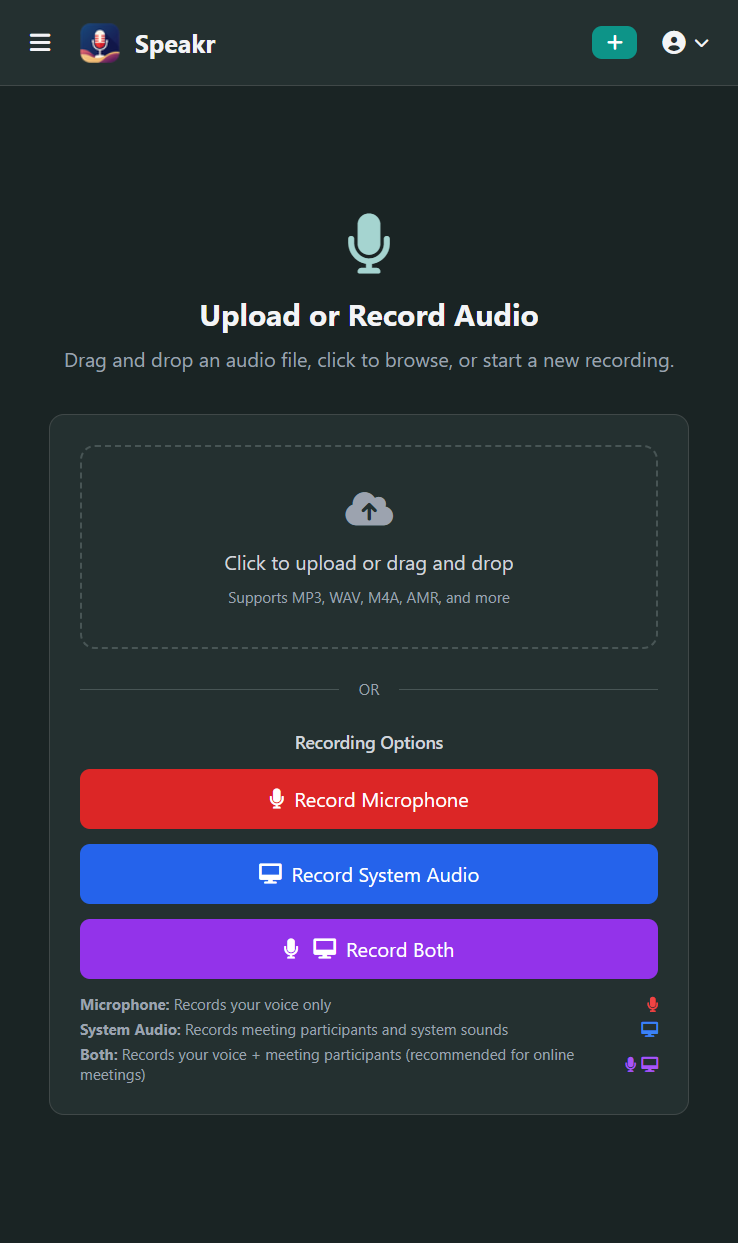 Speakr
Upload or Record Audio
Drag and drop an audio file, click to browse, or start a new recording.
Click to upload or drag and drop
Supports MP3, WAV, M4A, AMR, and more
OR
Recording Options
Record Microphone
Record System Audio
Record Both
Microphone: Records your voice only
System Audio: Records meeting participants and system sounds
Both: Records your voice + meeting participants (recommended for online
meetings)